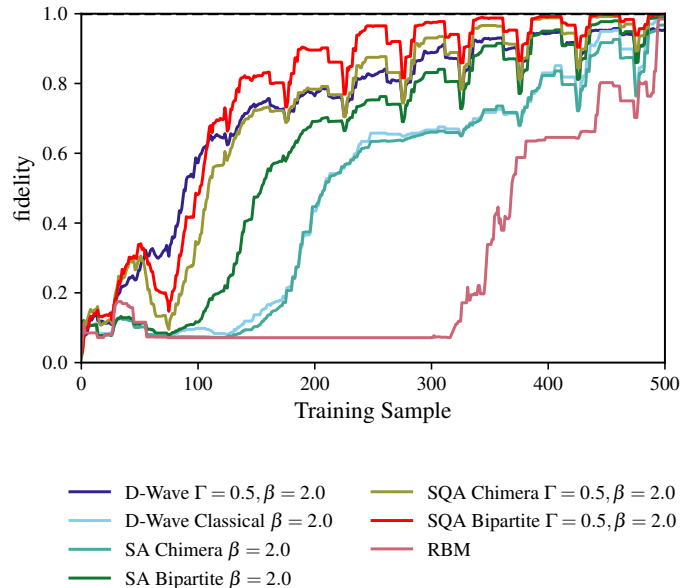 1.0
0.8
0.6
0.4
0.2
0.0
fidelity
0 100 200 300 400 500
Training Sample
D-Wave Γ = 0.5, β = 2.0
D-Wave Classical β = 2.0
SA Chimera β = 2.0
SA Bipartite β = 2.0
SQA Chimera Γ = 0.5, β = 2.0
SQA Bipartite Γ = 0.5, β = 2.0
RBM